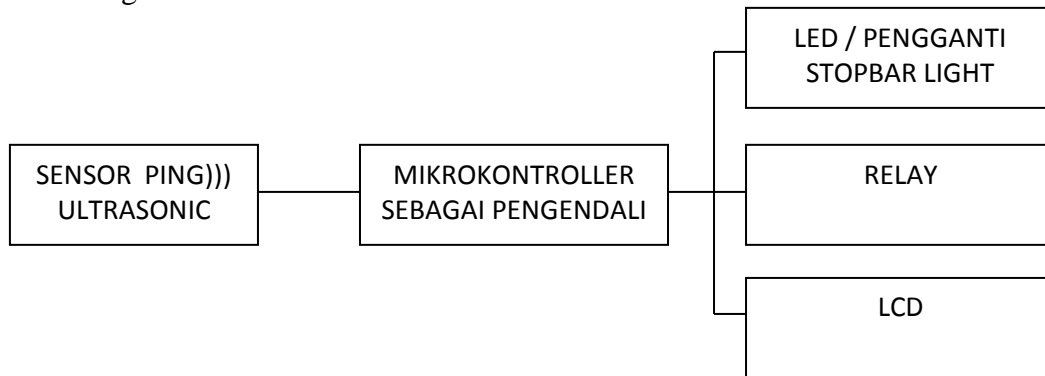 SENSOR PING)))
ULTRASONIC
MIKROKONTROLLER
SEBAGAI PENGENDALI
LED / PENGGANTI
STOPBAR LIGHT
RELAY
LCD